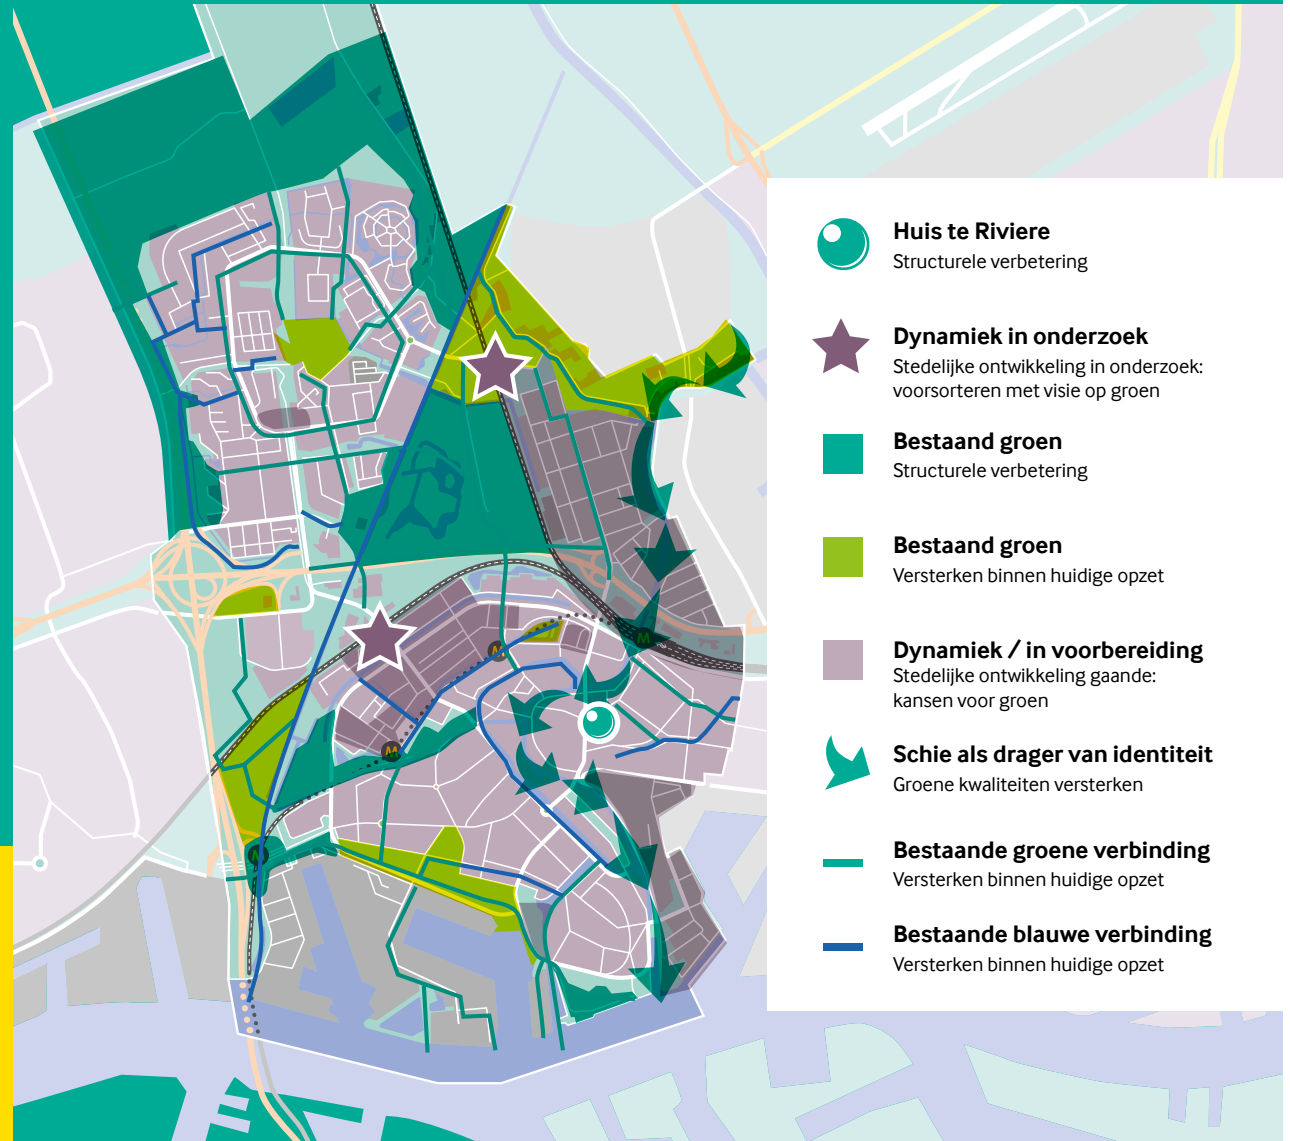 Huis te Riviere
Structurele verbetering
Dynamiek in onderzoek
Stedelijke ontwikkeling in onderzoek:
voorsorteren met visie op groen
Bestaand groen
Structurele verbetering
Bestaand groen
Versterken binnen huidige opzet
Dynamiek / in voorbereiding
Stedelijke ontwikkeling gaande:
kansen voor groen
Schie als drager van identiteit
Groene kwaliteiten versterken
Bestaande groene verbinding
Versterken binnen huidige opzet
Bestaande blauwe verbinding
Versterken binnen huidige opzet
M
M
M
M